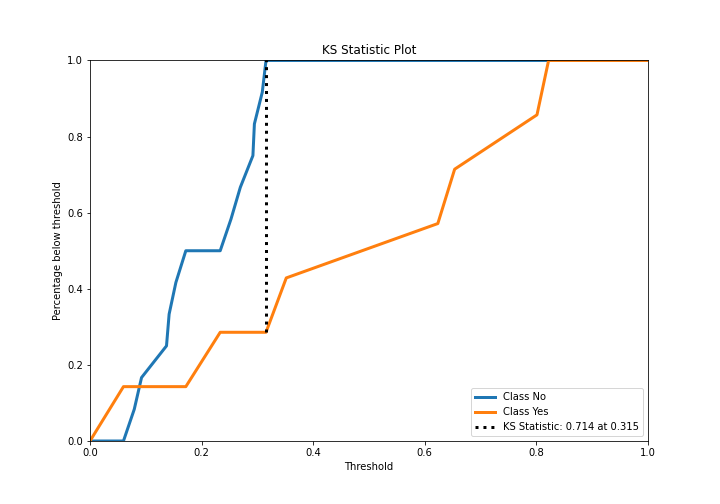 KS Statistic Plot
1.0
0.8
0.6
0.4
0.2
0.0
Percentage below threshold
0.0 0.2 0.4 0.6 0.8 1.0
Threshold
Class No
Class Yes
KS Statistic: 0.714 at 0.315